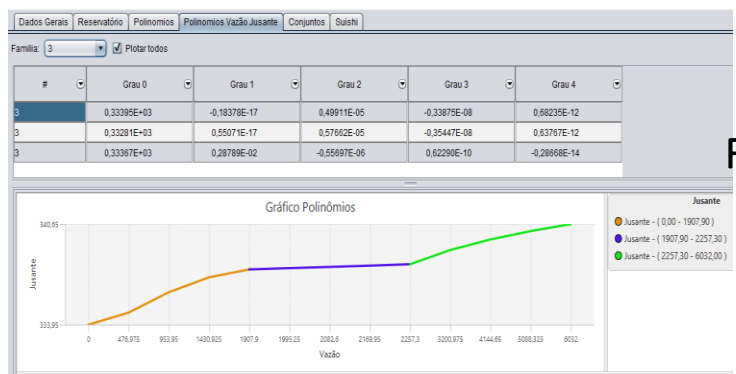 Dados Gerais Reservatório Polinomios Polinomios Vazão Jusante Conjuntos Suishi
Familia: 3 Plotar todos
# Grau 0 Grau 1 Grau 2 Grau 3 Grau 4
3 0,33395E+03 -0,18378E-17 0,49911E-05 -0,33875E-08 0,68235E-12
3 0,33281E+03 0,55071E-17 0,57662E-05 -0,35447E-08 0,63767E-12
3 0,33367E+03 0,28789E-02 -0,55697E-06 0,62290E-10 -0,28668E-14
Gráfico Polinômios
Jusante
340,65
333,95
0 476,975 953,95 1430,925 1907,9 1995,25 2082,6 2169,95 2257,3 3200,975 4144,65 5088,325 6032
Vazão
Jusante
Jusante - ( 0,00 - 1907,90 )
Jusante - ( 1907,90 - 2257,30 )
Jusante - ( 2257,30 - 6032,00 )